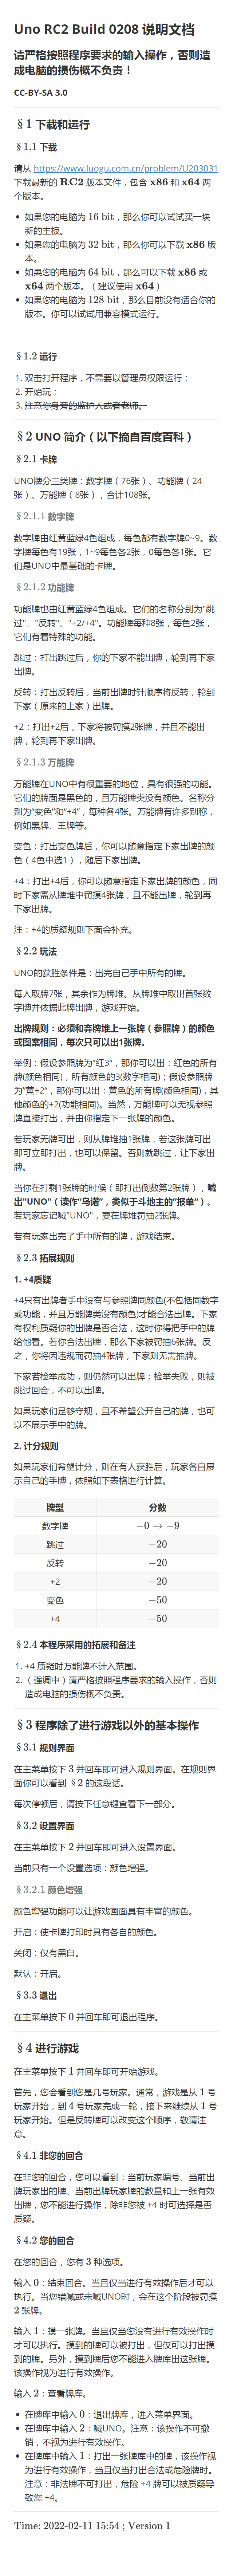 Uno RC2 Build 0208 说明文档
请严格按照程序要求的输入操作，否则造
成电脑的损伤概不负责！
CC-BY-SA 3.0
§ 1 下载和运行
§ 1.1 下载
请从 https://www.luogu.com.cn/problem/U203031
下载最新的 RC2 版本文件，包含 x86 和 x64 两
个版本。
如果您的电脑为 16 bit，那么你可以试试买一块
新的主板。
如果您的电脑为 32 bit，那么你可以下载 x86 版
本。
如果您的电脑为 64 bit，那么可以下载 x86 或
x64 两个版本。（建议使用 x64）
如果您的电脑为 128 bit，那么目前没有适合你的
版本。你可以试试用兼容模式运行。
§ 1.2 运行
1. 双击打开程序，不需要以管理员权限运行；
2. 开始玩；
3. 注意你身旁的监护人或者老师。
§ 2 UNO 简介（以下摘自百度百科）
§ 2.1 卡牌
UNO牌分三类牌：数字牌（76张）、功能牌（24
张）、万能牌（8张），合计108张。
§ 2.1.1 数字牌
数字牌由红黄蓝绿4色组成，每色都有数字0~9。数
字牌每色有19张，1~9每色各2张，0每色各1张。它
们是UNO中最基础的卡牌。
§ 2.1.2 功能牌
功能牌也由红黄蓝绿4色组成。它们的名称分别为"跳
过"、"反转"、"+2/+4"。功能牌每种8张，每色2张，
它们有着特殊的功能。
跳过：打出跳过后，你的下家不能出牌，轮到再下家
出牌。
反转：打出反转后，当前出牌时针顺序将反转，轮到
下家（原来的上家）出牌。
+2：打出+2后，下家将被罚摸2张牌，并且不能出
牌，轮到再下家出牌。
§ 2.1.3 万能牌
万能牌在UNO中有很重要的地位，具有很强的功能。
它们的牌面是黑色的，且万能牌类没有颜色。名称分
别为“变色”和“+4”，每种各4张。万能牌有许多别称，
例如黑牌、王牌等。
变色：打出变色牌后，你可以随意指定下家出牌的颜
色（4色中选1），随后下家出牌。
+4：打出+4后，你可以随意指定下家出牌的颜色，同
时下家需从牌堆中罚摸4张牌，且不能出牌，轮到再
下家出牌。
注：+4的质疑规则下面会补充。
§ 2.2 玩法
UNO的获胜条件是：出完自己手中所有的牌。
每人取牌7张，其余作为牌堆。从牌堆中取出首张数
字牌并依据此牌出牌，游戏开始。
出牌规则：必须和弃牌堆上一张牌（参照牌）的颜色
或图案相同，每次只可以出1张牌。
举例：假设参照牌为"红3"，那你可以出：红色的所有
牌(颜色相同)，所有颜色的3(数字相同)；假设参照牌
为"黄+2"，那你可以出：黄色的所有牌(颜色相同)，其
他颜色的+2(功能相同)。当然，万能牌可以无视参照
牌直接打出，并由你指定下一张牌的颜色。
若玩家无牌可出，则从牌堆抽1张牌，若这张牌可出
即可立即打出，也可以保留。否则就跳过，让下家出
牌。
当你在打剩1张牌的时候（即打出倒数第2张牌），喊
出"UNO"（读作“乌诺”，类似于斗地主的“报单”）。
若玩家忘记喊"UNO"，要在牌堆罚抽2张牌。
若有玩家出完了手中所有的牌，游戏结束。
§ 2.3 拓展规则
1. +4质疑
+4只有出牌者手中没有与参照牌同颜色(不包括同数字
或功能，并且万能牌类没有颜色)才能合法出牌。下家
有权利质疑你的出牌是否合法，这时你得把手中的牌
给他看。若你合法出牌，那么下家被罚抽6张牌。反
之，你将因违规而罚抽4张牌，下家则无需抽牌。
下家若检举成功，则仍然可以出牌；检举失败，则被
跳过回合，不可以出牌。
如果玩家们足够守规，且不希望公开自己的牌，也可
以不展示手中的牌。
2. 计分规则
如果玩家们希望计分，则在有人获胜后，玩家各自展
示自己的手牌，依照如下表格进行计算。
牌型 分数
数字牌 −0 → −9
跳过 −20
反转 −20
+2 −20
变色 −50
+4 −50
§ 2.4 本程序采用的拓展和备注
1. +4 质疑时万能牌不计入范围。
2. （强调中）请严格按照程序要求的输入操作，否则
造成电脑的损伤概不负责。
§ 3 程序除了进行游戏以外的基本操作
§ 3.1 规则界面
在主菜单按下 3 并回车即可进入规则界面。在规则界
面你可以看到 § 2 的这段话。
每次停顿后，请按下任意键查看下一部分。
§ 3.2 设置界面
在主菜单按下 2 并回车即可进入设置界面。
当前只有一个设置选项：颜色增强。
§ 3.2.1 颜色增强
颜色增强功能可以让游戏画面具有丰富的颜色。
开启：使卡牌打印时具有各自的颜色。
关闭：仅有黑白。
默认：开启。
§ 3.3 退出
在主菜单按下 0 并回车即可退出程序。
§ 4 进行游戏
在主菜单按下 1 并回车即可开始游戏。
首先，您会看到您是几号玩家。通常，游戏是从 1 号
玩家开始，到 4 号玩家完成一轮，接下来继续从 1 号
玩家开始。但是反转牌可以改变这个顺序，敬请注
意。
§ 4.1 非您的回合
在非您的回合，您可以看到：当前玩家编号、当前出
牌玩家出的牌、当前出牌玩家牌的数量和上一张有效
出牌，您不能进行操作，除非您被 +4 时可选择是否
质疑。
§ 4.2 您的回合
在您的回合，您有 3 种选项。
输入 0：结束回合。当且仅当进行有效操作后才可以
执行。当您错喊或未喊UNO时，会在这个阶段被罚摸
2 张牌。
输入 1：摸一张牌。当且仅当您没有进行有效操作时
才可以执行。摸到的牌可以被打出，但仅可以打出摸
到的牌。另外，摸到牌后您不能进入牌库出这张牌。
该操作视为进行有效操作。
输入 2：查看牌库。
在牌库中输入 0：退出牌库，进入菜单界面。
在牌库中输入 2：喊UNO。注意：该操作不可撤
销，不视为进行有效操作。
在牌库中输入 1：打出一张牌库中的牌，该操作视
为进行有效操作，当且仅当打出合法或危险牌时。
注意：非法牌不可打出，危险 +4 牌可以被质疑导
致您 +4。
Time: 2022-02-11 15:54 ; Version 1